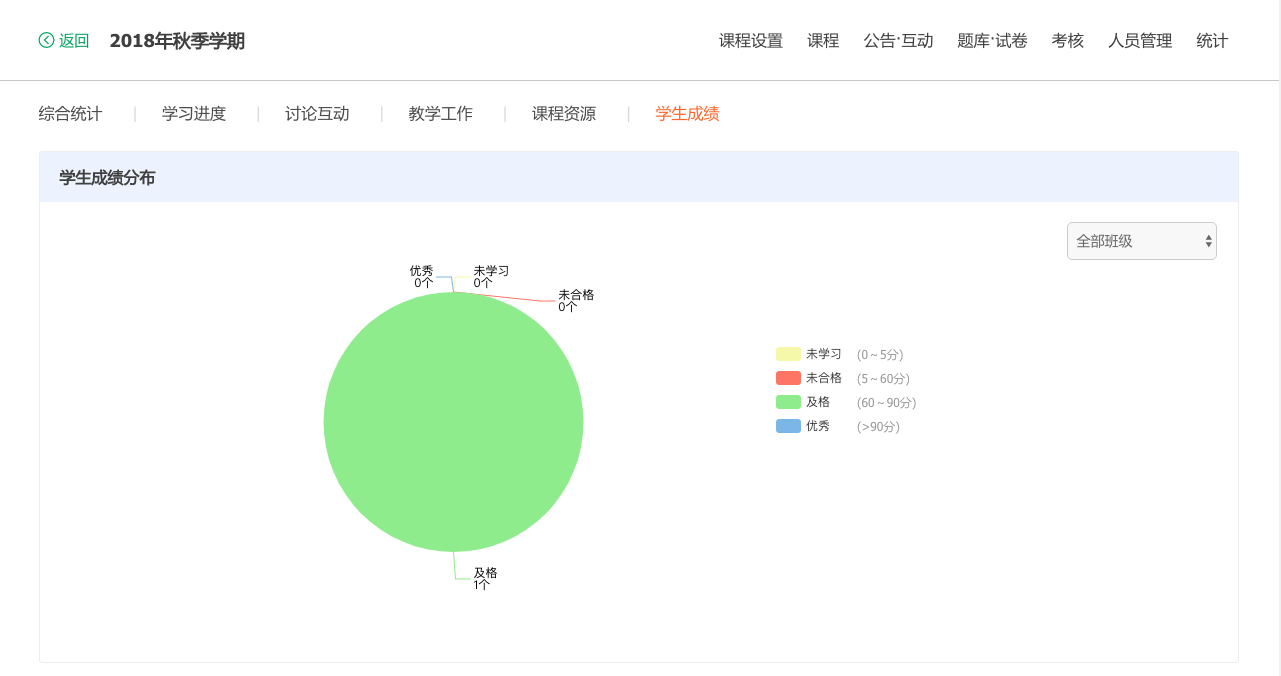 返回 2018年秋季学期 课程设置 课程 公告·互动 题库·试卷 考核 人员管理 统计
综合统计 | 学习进度 | 讨论互动 | 教学工作 | 课程资源 | 学生成绩
学生成绩分布
全部班级
优秀
0个
未学习
0个
未合格
0个
未学习 (0～5分)
未合格 (5～60分)
及格 (60～90分)
优秀 (>90分)
及格
1个